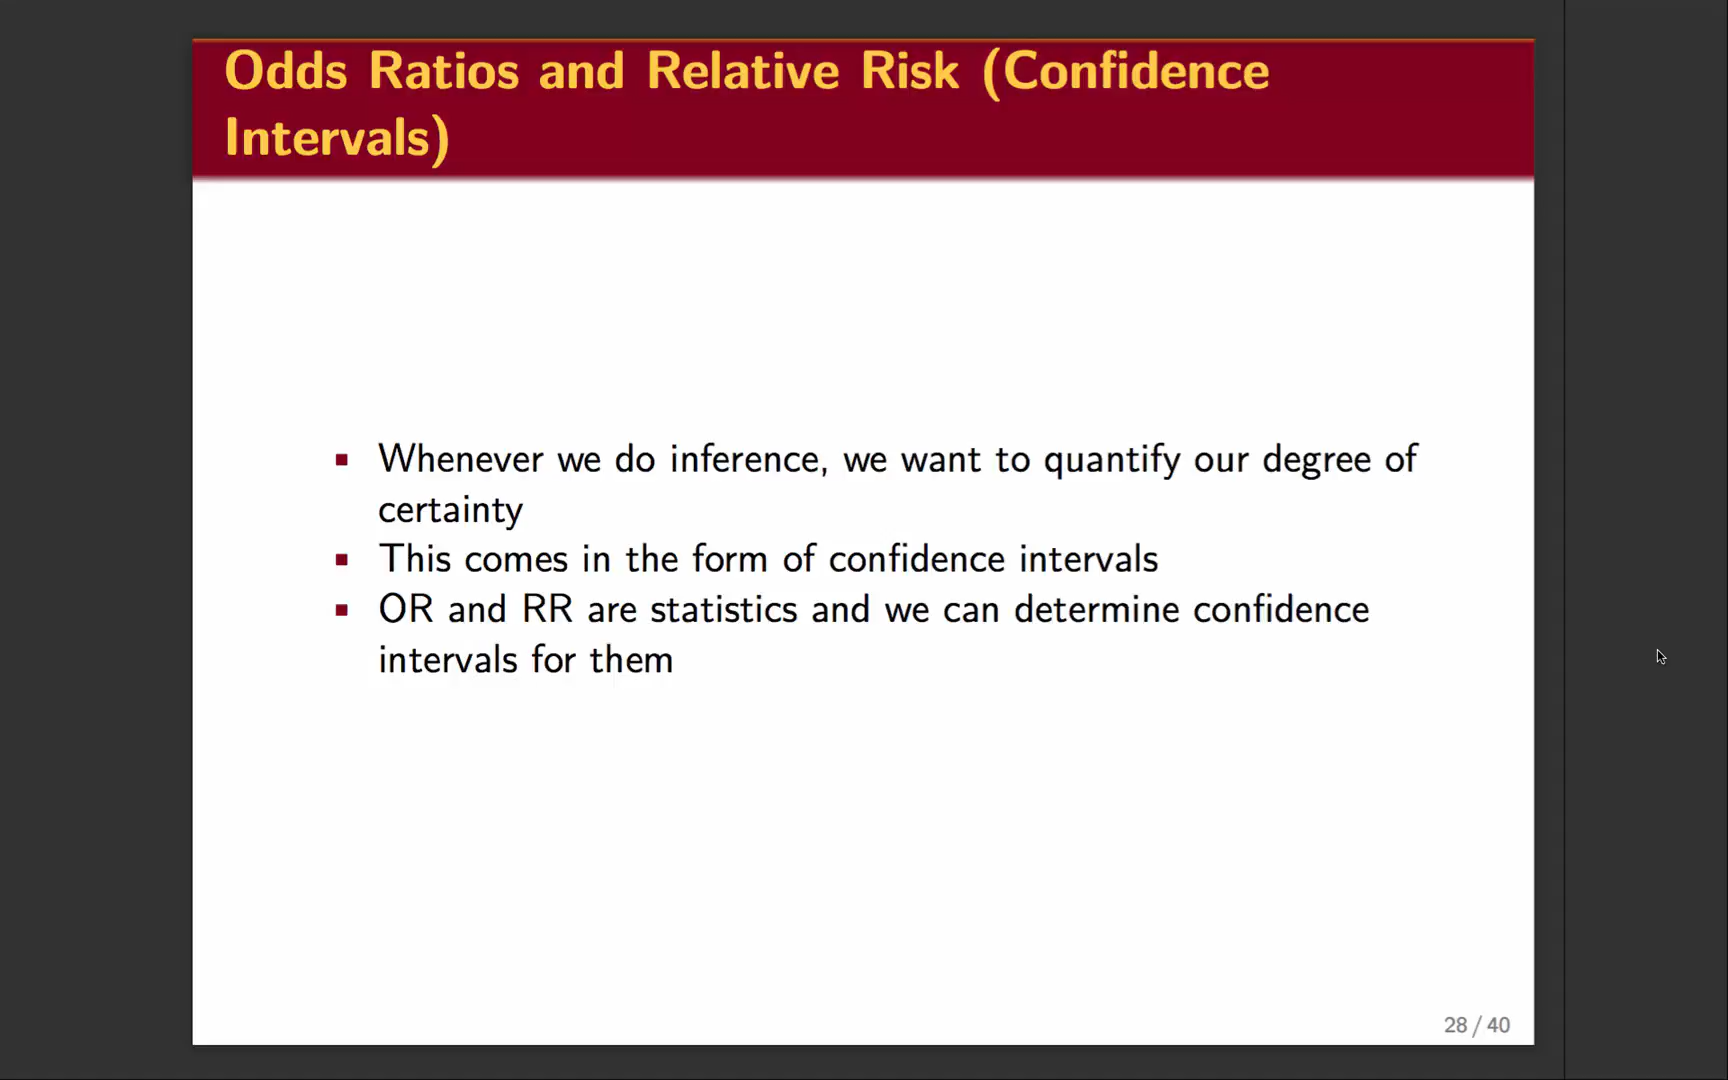 Odds Ratios and Relative Risk (Confidence
Intervals)
▪ Whenever we do inference, we want to quantify our degree of
certainty
▪ This comes in the form of confidence intervals
▪ OR and RR are statistics and we can determine confidence
intervals for them
28 / 40